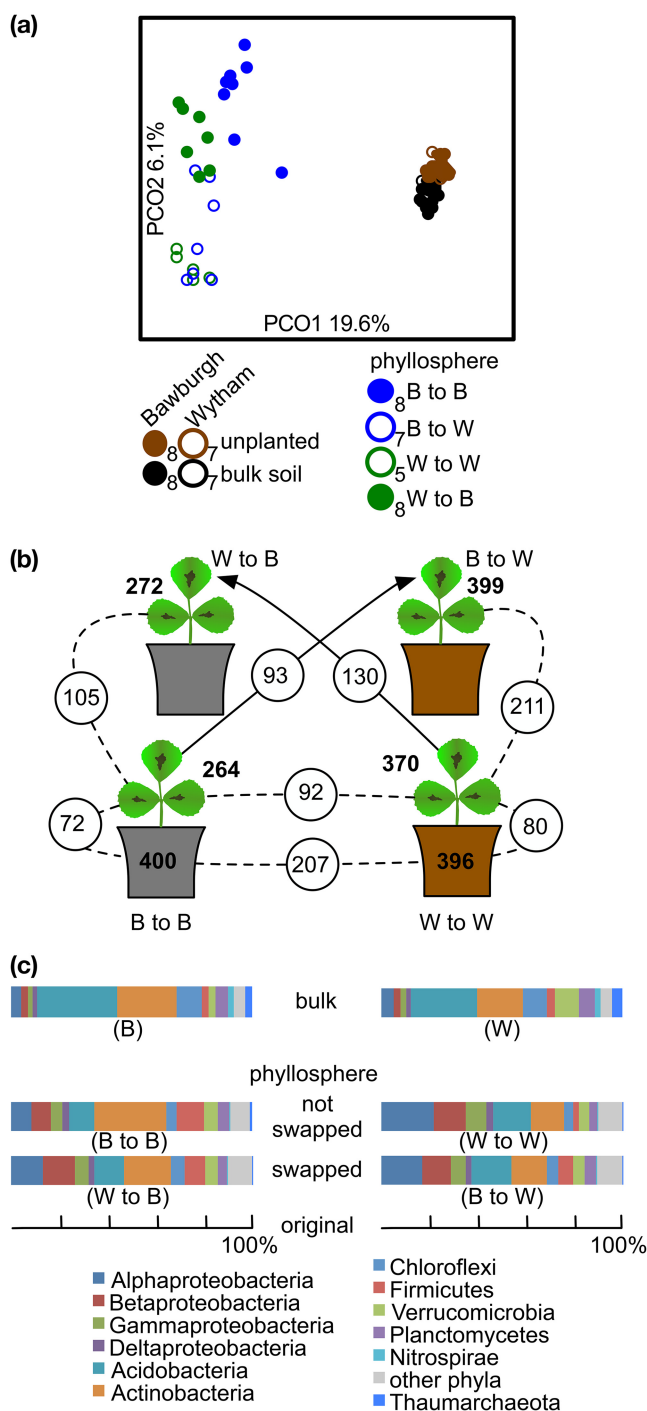 (a)
PCO2 6.1%
PCO1 19.6%
Bawburgh
Wytham
8 7 unplanted
8 7 bulk soil
phyllosphere
8 B to B
7 B to W
5 W to W
8 W to B
(b)
W to B
B to W
272
399
93
130
105
211
264
370
92
72
80
400
207
396
B to B
W to W
(c)
bulk
(B)
(W)
phyllosphere
not
swapped
(B to B)
(W to W)
swapped
(W to B)
(B to W)
original
100%
100%
Alphaproteobacteria
Betaproteobacteria
Gammaproteobacteria
Deltaproteobacteria
Acidobacteria
Actinobacteria
Chloroflexi
Firmicutes
Verrucomicrobia
Planctomycetes
Nitrospirae
other phyla
Thaumarchaeota